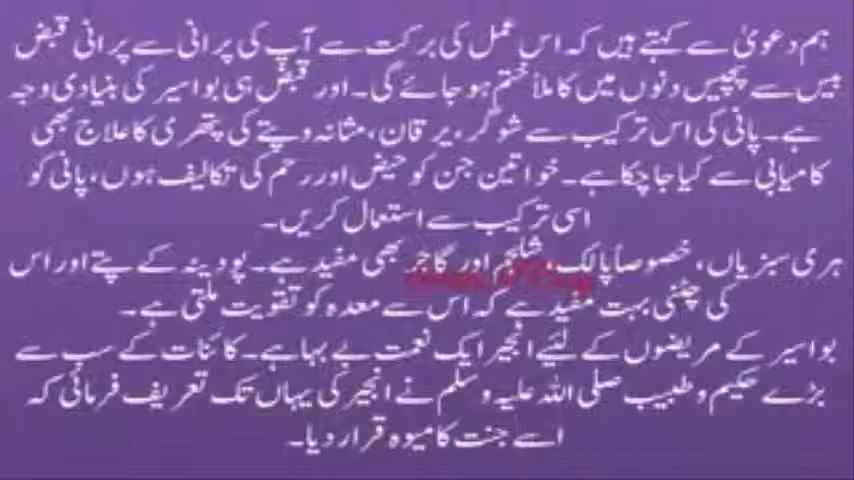 ہم دعویٰ سے کہتے ہیں کہ اس عمل کی برکت سے آپ کی پرانی سے پرانی قبض
بیس سے پچیس دنوں میں کاملاً ختم ہو جائے گی۔ اور قبض ہی بواسیر کی بنیادی وجہ
ہے۔ پانی کی اس ترکیب سے شوگر، یرقان، مثانہ و پتے کی پتھری کا علاج بھی
کامیابی سے کیا جا چکا ہے۔ خواتین جن کو حیض اور رحم کی تکالیف ہوں، پانی کو
اسی ترکیب سے استعمال کریں۔
ہری سبزیاں، خصوصاً پالک، شلجم اور گاجر بھی مفید ہے۔ پودینہ کے پتے اور اس
کی چٹنی بہت مفید ہے کہ اس سے معدہ کو تقویت ملتی ہے۔
بواسیر کے مریضوں کے لئیے انجیر ایک نعمت بے بہا ہے۔ کائنات کے سب سے
بڑے حکیم و طبیب صلی اللہ علیہ وسلم نے انجیر کی یہاں تک تعریف فرمائی کہ
اسے جنت کا میوہ قرار دیا۔